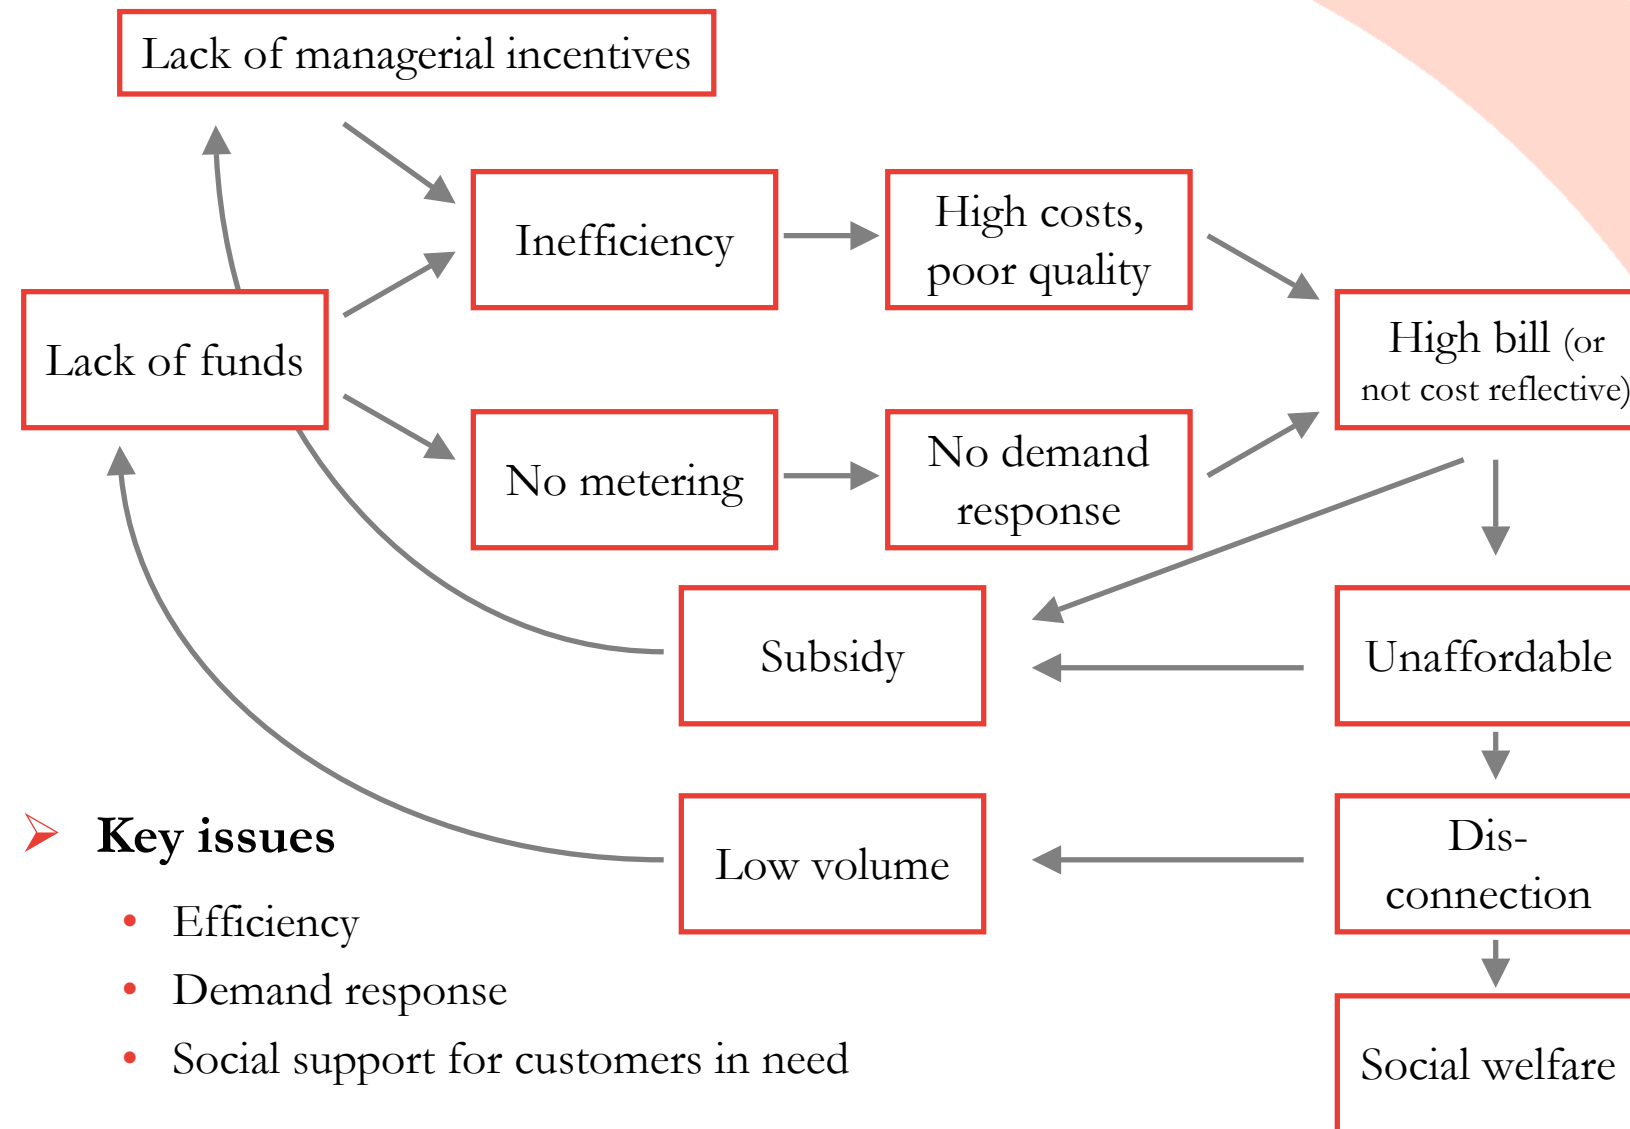 Lack of managerial incentives
Inefficiency
High costs,
poor quality
Lack of funds
High bill (or
not cost reflective)
No metering
No demand
response
Subsidy
Unaffordable
Low volume
Dis-
connection
Social welfare
Key issues
• Efficiency
• Demand response
• Social support for customers in need